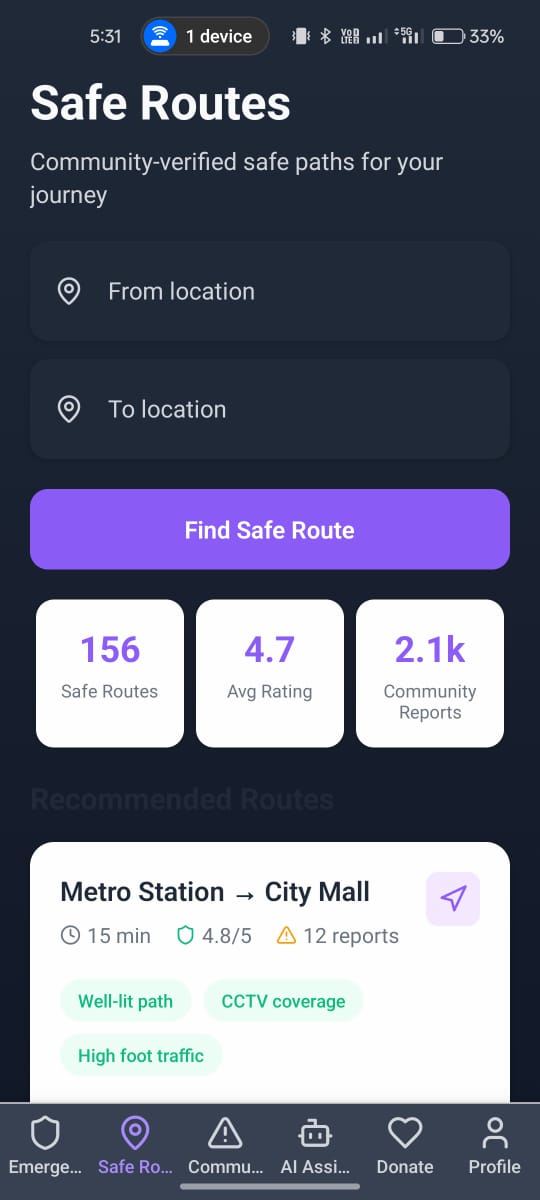 5:31
1 device
VoD LTED
5G
33%
Safe Routes
Community-verified safe paths for your
journey
From location
To location
Find Safe Route
156
Safe Routes
4.7
Avg Rating
2.1k
Community
Reports
Recommended Routes
Metro Station → City Mall
15 min
4.8/5
12 reports
Well-lit path
CCTV coverage
High foot traffic
Emerge...
Safe Ro...
Commu...
AI Assi...
Donate
Profile